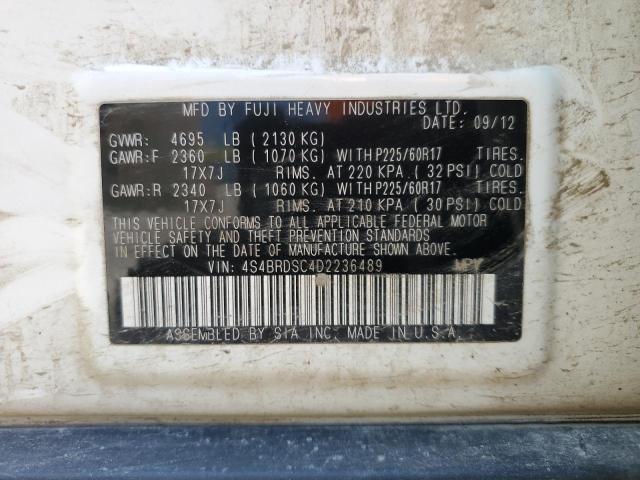 MFD BY FUJI HEAVY INDUSTRIES LTD.
DATE: 09/12
GVWR: 4695 LB ( 2130 KG)
GAWR:F 2360 LB ( 1070 KG) WITH P225/60R17 TIRES.
17X7J RIMS. AT 220 KPA ( 32 PSI) COLD
GAWR:R 2340 LB ( 1060 KG) WITH P225/60R17 TIRES.
17X7J RIMS. AT 210 KPA ( 30 PSI) COLD
THIS VEHICLE CONFORMS TO ALL APPLICABLE FEDERAL MOTOR
VEHICLE SAFETY AND THEFT PREVENTION STANDARDS
IN EFFECT ON THE DATE OF MANUFACTURE SHOWN ABOVE.
VIN: 4S4BRDSC4D2236489 MPV
ASSEMBLED BY SIA INC. MADE IN U.S.A.